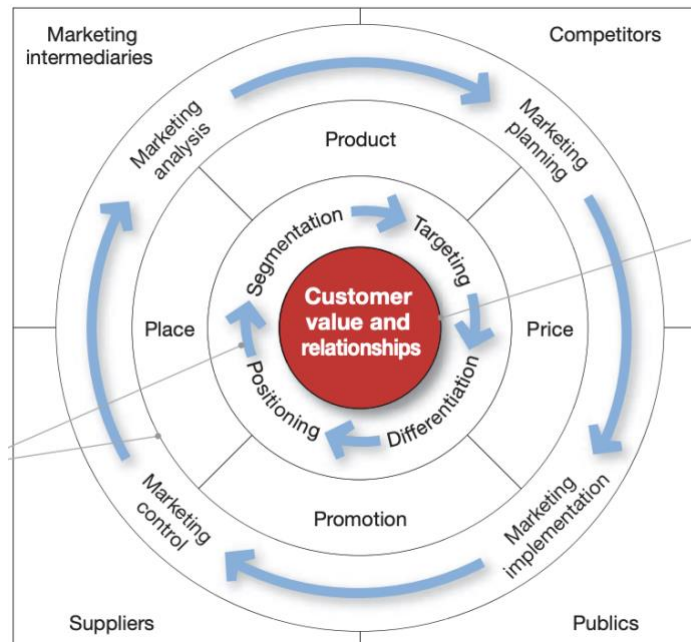 Marketing
intermediaries
Competitors
Marketing
analysis
Marketing
planning
Product
Segmentation
Targeting
Customer
value and
relationships
Place
Price
Positioning
Differentiation
Promotion
Marketing
control
Marketing
implementation
Suppliers
Publics